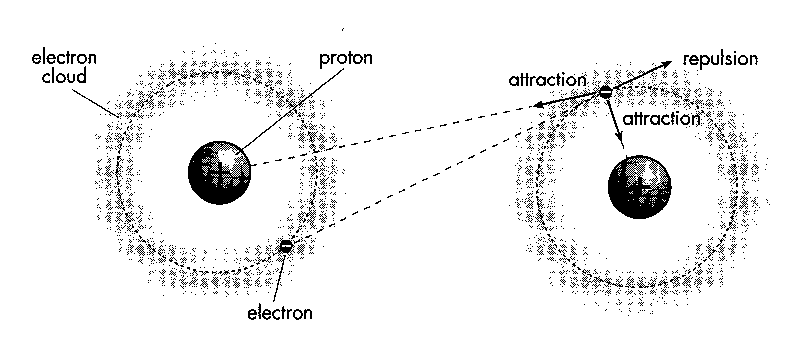 electron
cloud
proton
attraction
repulsion
attraction
electron